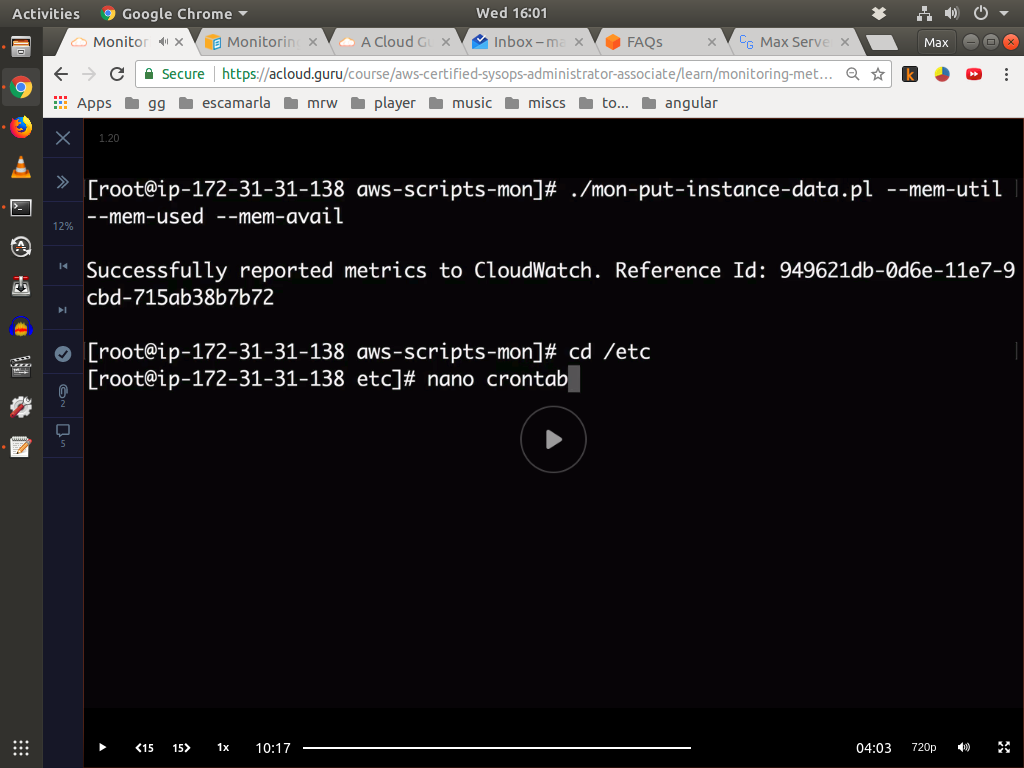 Activities Google Chrome Wed 16:01
Monitor Monitorin A Cloud Gu Inbox – ma FAQs Max Serve Max
Secure https://acloud.guru/course/aws-certified-sysops-administrator-associate/learn/monitoring-met...
Apps gg escamarla mrw player music miscs to... angular
1.20
[root@ip-172-31-31-138 aws-scripts-mon]# ./mon-put-instance-data.pl --mem-util
--mem-used --mem-avail
12%
Successfully reported metrics to CloudWatch. Reference Id: 949621db-0d6e-11e7-9
cbd-715ab38b7b72
[root@ip-172-31-31-138 aws-scripts-mon]# cd /etc
[root@ip-172-31-31-138 etc]# nano crontab
2
5
15 15 1x 10:17 04:03 720p